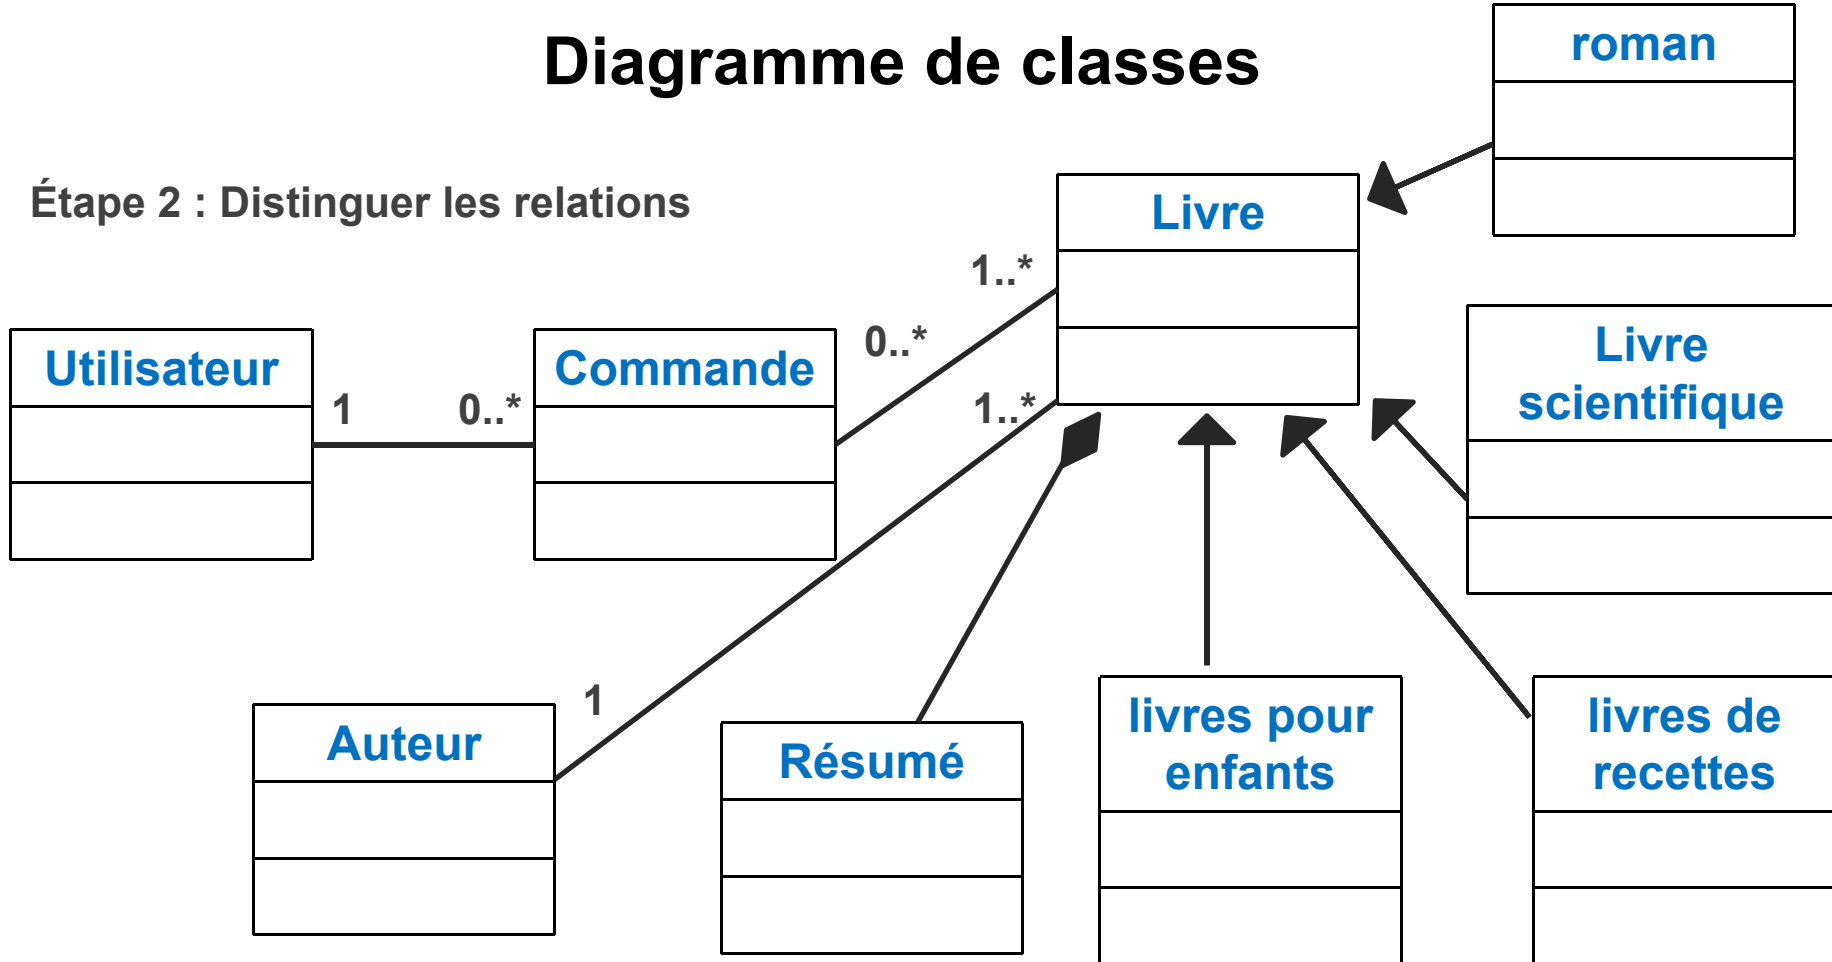 Diagramme de classes
roman
Étape 2 : Distinguer les relations
Livre
1..*
0..*
Utilisateur
1
0..*
Commande
1..*
Livre
scientifique
1
Auteur
Résumé
livres pour
enfants
livres de
recettes